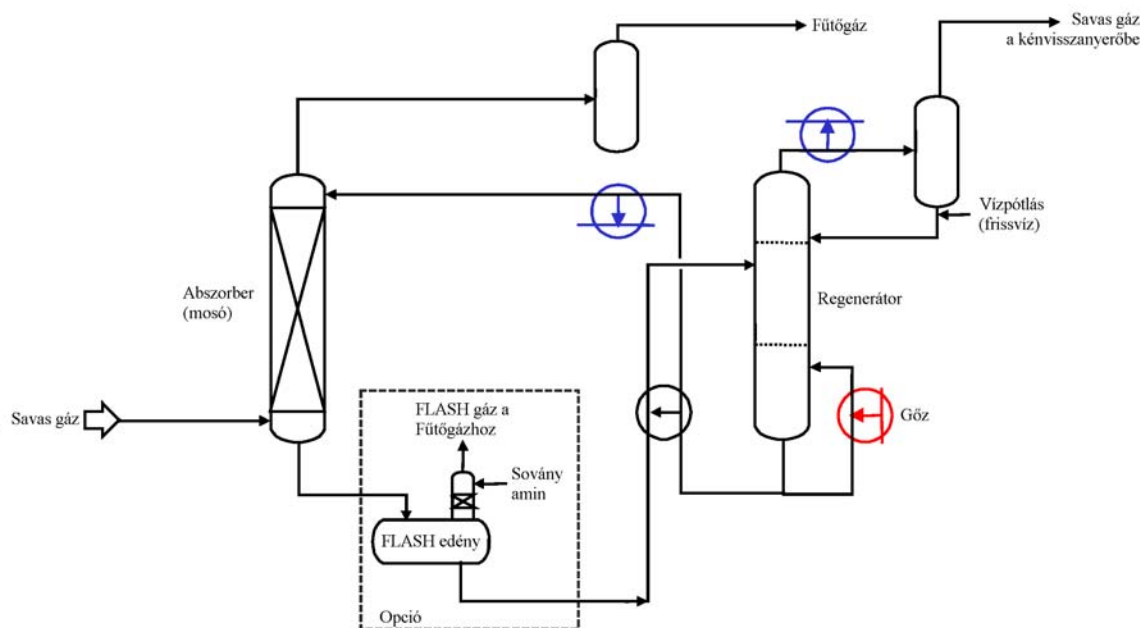 Fűtőgáz
Savas gáz
a kénvisszanyerőbe
Vízpótlás
(frissvíz)
Abszorber
(mosó)
Regenerátor
Savas gáz
FLASH gáz a
Fűtőgázhoz
Gőz
Sovány
amin
FLASH edény
Opció